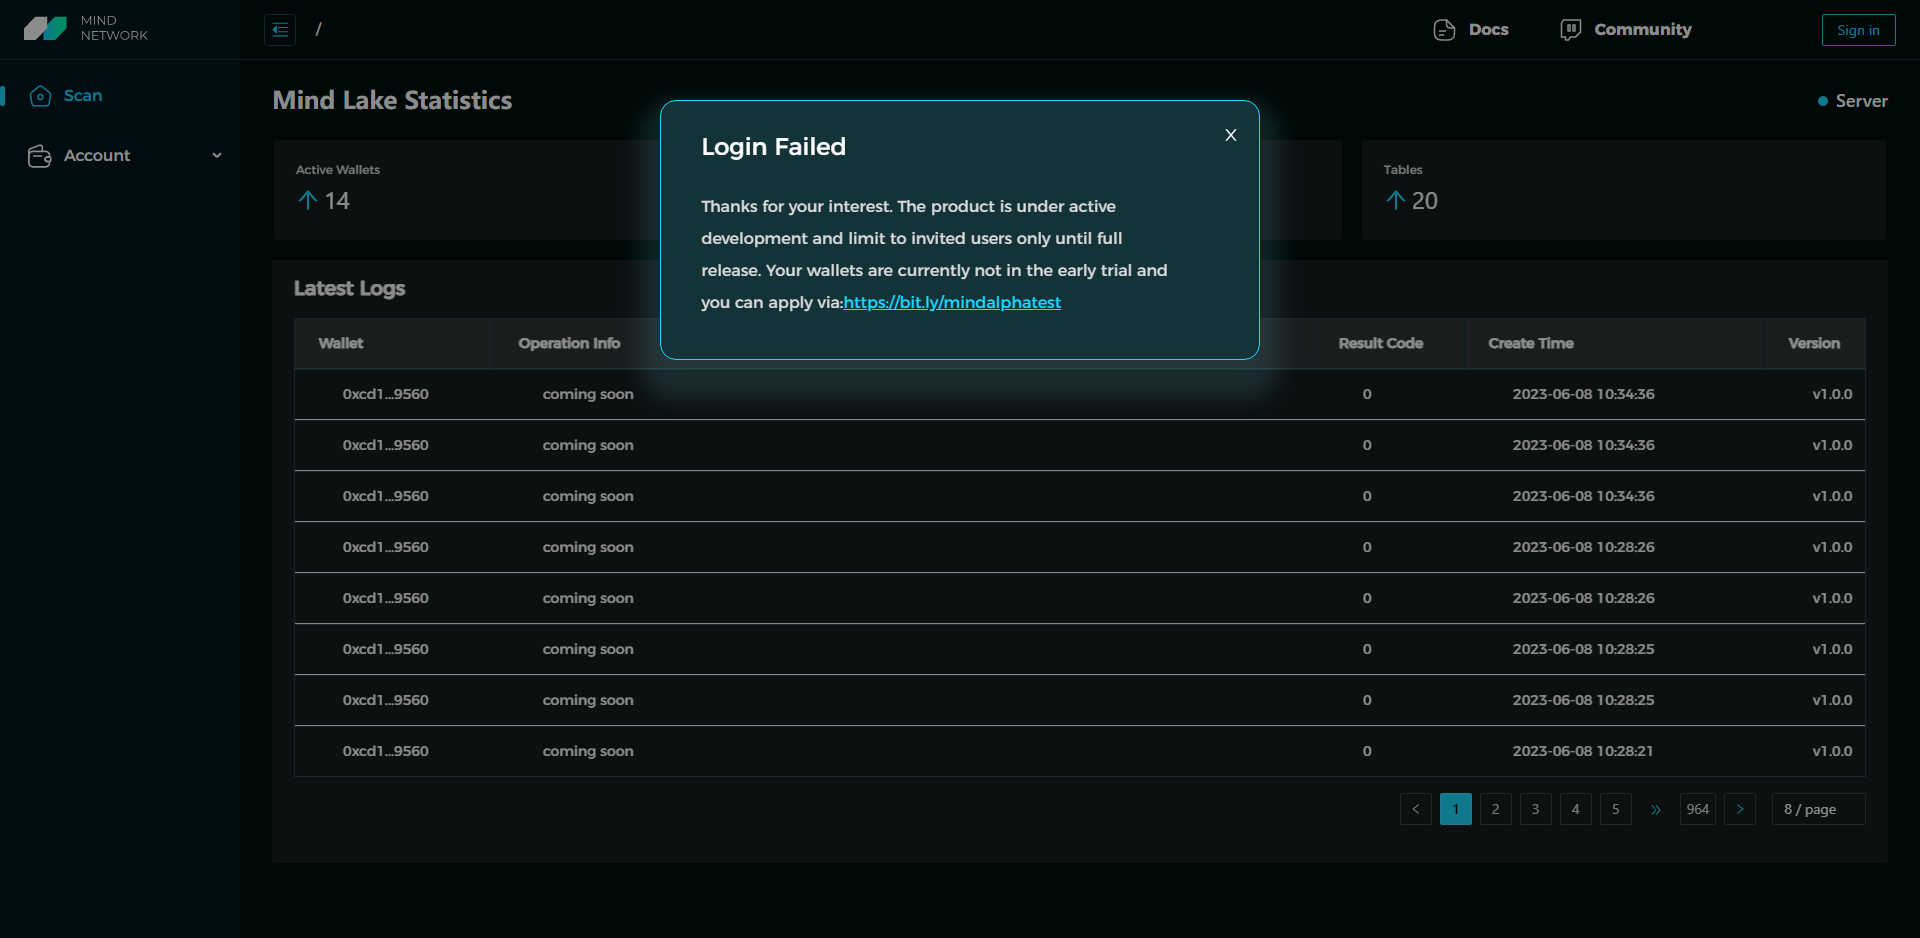 MIND
NETWORK
/
Docs
Community
Sign in
Scan
Account
Mind Lake Statistics
Server
Active Wallets
14
Tables
20
Login Failed
X
Thanks for your interest. The product is under active
development and limit to invited users only until full
release. Your wallets are currently not in the early trial and
you can apply via:https://bit.ly/mindalphatest
Latest Logs
Wallet Operation Info Result Code Create Time Version
0xcd1...9560 coming soon 0 2023-06-08 10:34:36 v1.0.0
0xcd1...9560 coming soon 0 2023-06-08 10:34:36 v1.0.0
0xcd1...9560 coming soon 0 2023-06-08 10:34:36 v1.0.0
0xcd1...9560 coming soon 0 2023-06-08 10:28:26 v1.0.0
0xcd1...9560 coming soon 0 2023-06-08 10:28:26 v1.0.0
0xcd1...9560 coming soon 0 2023-06-08 10:28:25 v1.0.0
0xcd1...9560 coming soon 0 2023-06-08 10:28:25 v1.0.0
0xcd1...9560 coming soon 0 2023-06-08 10:28:21 v1.0.0
< 1 2 3 4 5 » 964 > 8 / page